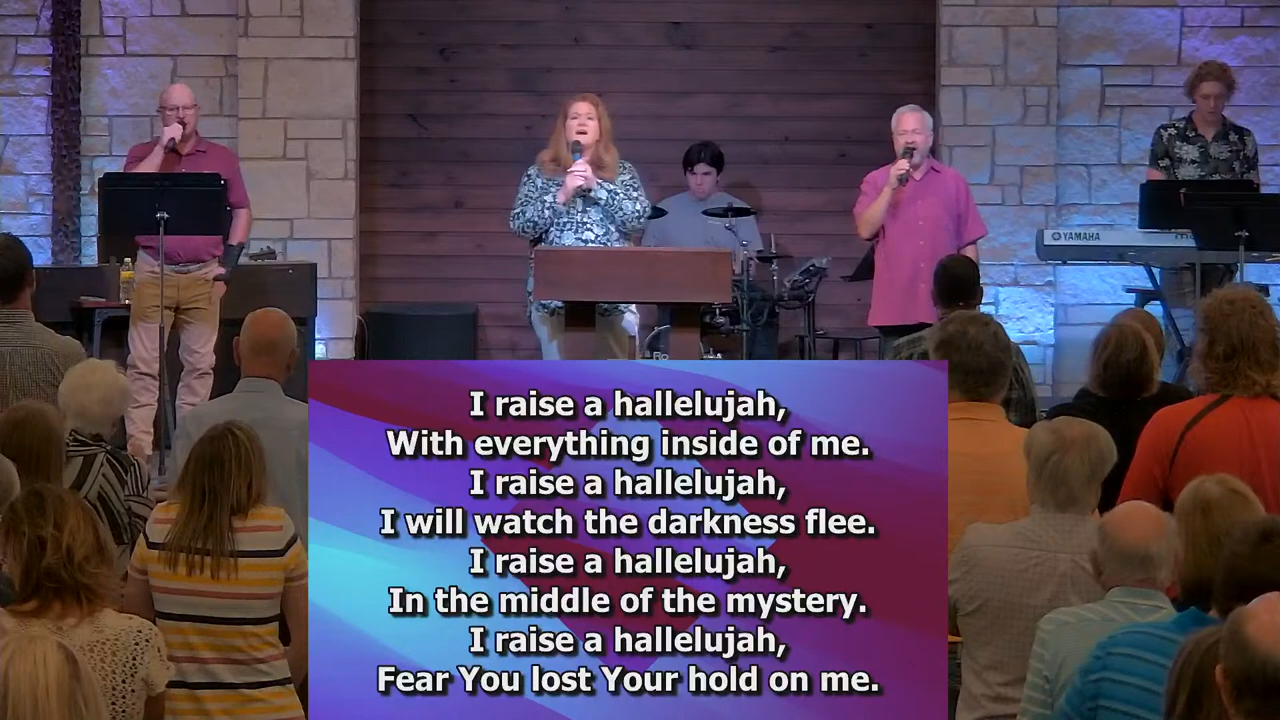 YAMAHA
I raise a hallelujah,
With everything inside of me.
I raise a hallelujah,
I will watch the darkness flee.
I raise a hallelujah,
In the middle of the mystery.
I raise a hallelujah,
Fear You lost Your hold on me.